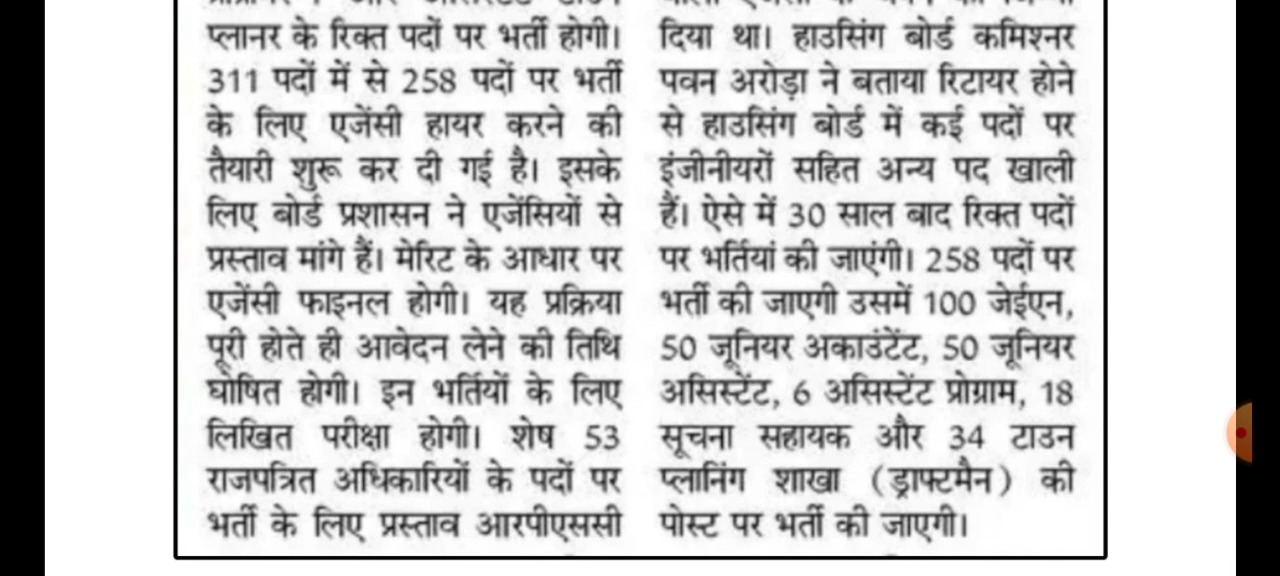 प्लानर के रिक्त पदों पर भर्ती होगी।
311 पदों में से 258 पदों पर भर्ती
के लिए एजेंसी हायर करने की
तैयारी शुरू कर दी गई है। इसके
लिए बोर्ड प्रशासन ने एजेंसियों से
प्रस्ताव मांगे हैं। मेरिट के आधार पर
एजेंसी फाइनल होगी। यह प्रक्रिया
पूरी होते ही आवेदन लेने की तिथि
घोषित होगी। इन भर्तियों के लिए
लिखित परीक्षा होगी। शेष 53
राजपत्रित अधिकारियों के पदों पर
भर्ती के लिए प्रस्ताव आरपीएससी
दिया था। हाउसिंग बोर्ड कमिश्नर
पवन अरोड़ा ने बताया रिटायर होने
से हाउसिंग बोर्ड में कई पदों पर
इंजीनीयरों सहित अन्य पद खाली
हैं। ऐसे में 30 साल बाद रिक्त पदों
पर भर्तियां की जाएंगी। 258 पदों पर
भर्ती की जाएगी उसमें 100 जेईएन,
50 जूनियर अकाउंटेंट, 50 जूनियर
असिस्टेंट, 6 असिस्टेंट प्रोग्राम, 18
सूचना सहायक और 34 टाउन
प्लानिंग शाखा (ड्राफ्टमैन) की
पोस्ट पर भर्ती की जाएगी।